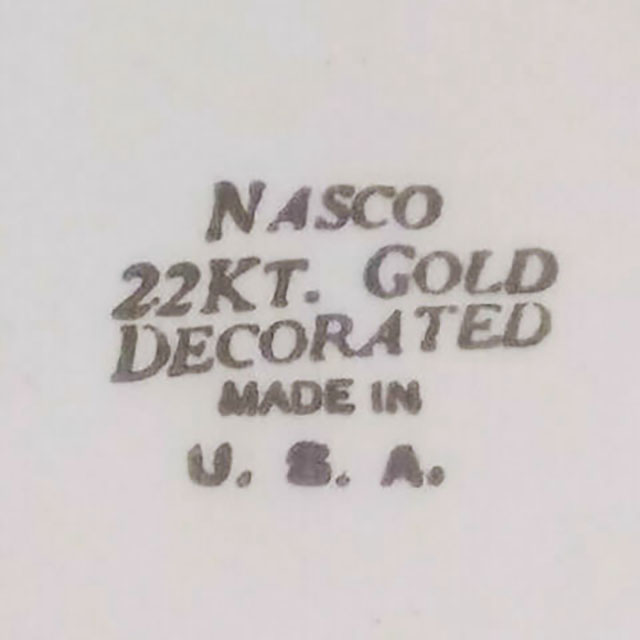 NASCO
22KT. GOLD
DECORATED
MADE IN
U. S. A.